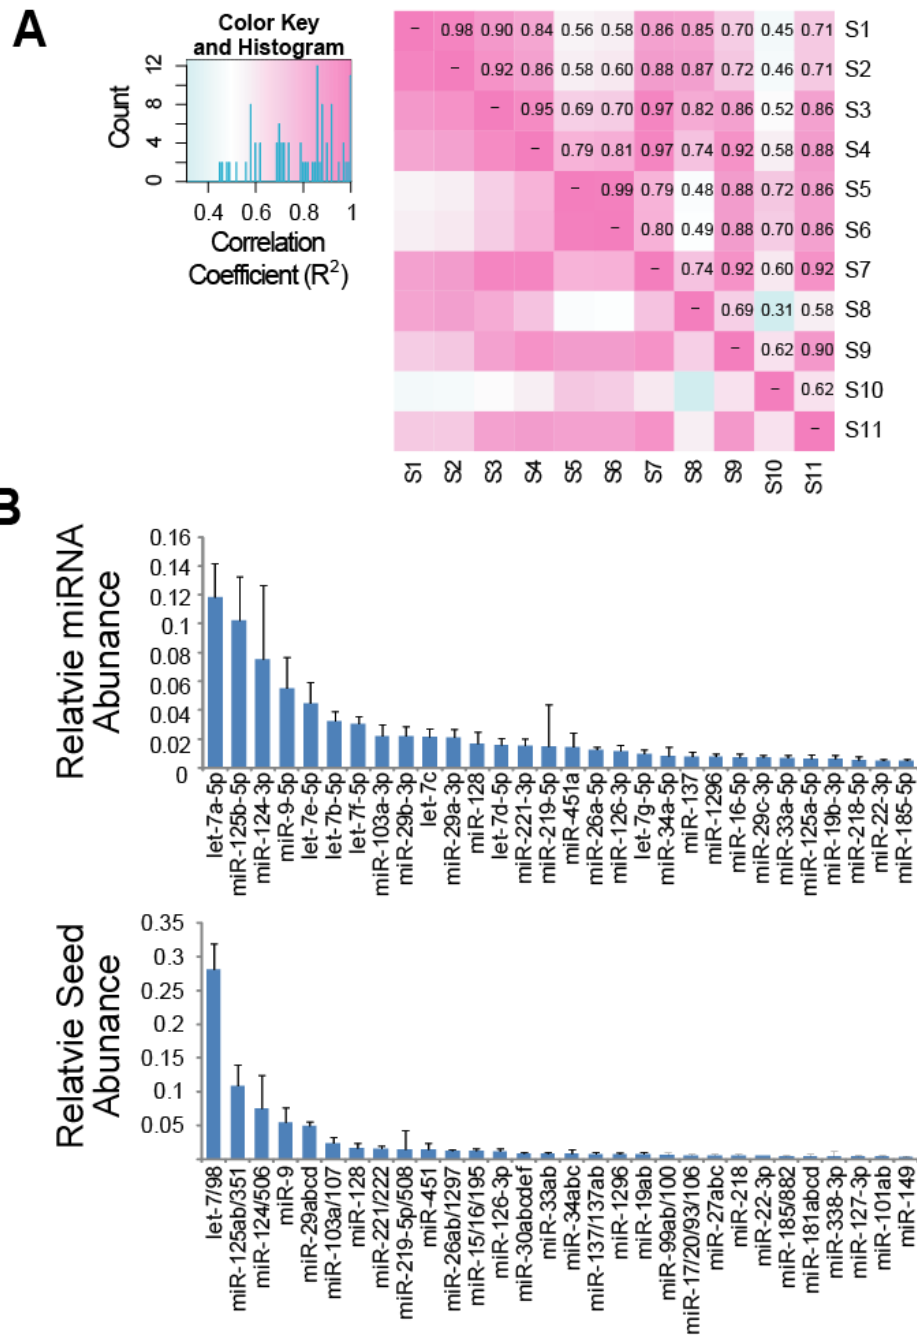 A
Color Key
and Histogram
Count
12
8
4
0
0.4 0.6 0.8 1
Correlation
Coefficient (R²)
– 0.98 0.90 0.84 0.56 0.58 0.86 0.85 0.70 0.45 0.71 S1
– 0.92 0.86 0.58 0.60 0.88 0.87 0.72 0.46 0.71 S2
– 0.95 0.69 0.70 0.97 0.82 0.86 0.52 0.86 S3
– 0.79 0.81 0.97 0.74 0.92 0.58 0.88 S4
– 0.99 0.79 0.48 0.88 0.72 0.86 S5
– 0.80 0.49 0.88 0.70 0.86 S6
– 0.74 0.92 0.60 0.92 S7
– 0.69 0.31 0.58 S8
– 0.62 0.90 S9
– 0.62 S10
– S11
S1 S2 S3 S4 S5 S6 S7 S8 S9 S10 S11
B
Relatvie miRNA
Abunance
0.16
0.14
0.12
0.1
0.08
0.06
0.04
0.02
0
let-7a-5p
miR-125b-5p
miR-124-3p
miR-9-5p
let-7e-5p
let-7b-5p
let-7f-5p
miR-103a-3p
miR-29b-3p
let-7c
miR-29a-3p
miR-128
let-7d-5p
miR-221-3p
miR-219-5p
miR-451a
miR-26a-5p
miR-126-3p
let-7g-5p
miR-34a-5p
miR-137
miR-1296
miR-16-5p
miR-29c-3p
miR-33a-5p
miR-125a-5p
miR-19b-3p
miR-218-5p
miR-22-3p
miR-185-5p
Relatvie Seed
Abunance
0.35
0.3
0.25
0.2
0.15
0.1
0.05
let-7/98
miR-125ab/351
miR-124/506
miR-9
miR-29abcd
miR-103a/107
miR-128
miR-221/222
miR-219-5p/508
miR-451
miR-26ab/1297
miR-15/16/195
miR-126-3p
miR-30abcdef
miR-33ab
miR-34abc
miR-137/137ab
miR-1296
miR-19ab
miR-99ab/100
miR-17/20/93/106
miR-27abc
miR-218
miR-22-3p
miR-185/882
miR-181abcd
miR-338-3p
miR-127-3p
miR-101ab
miR-149